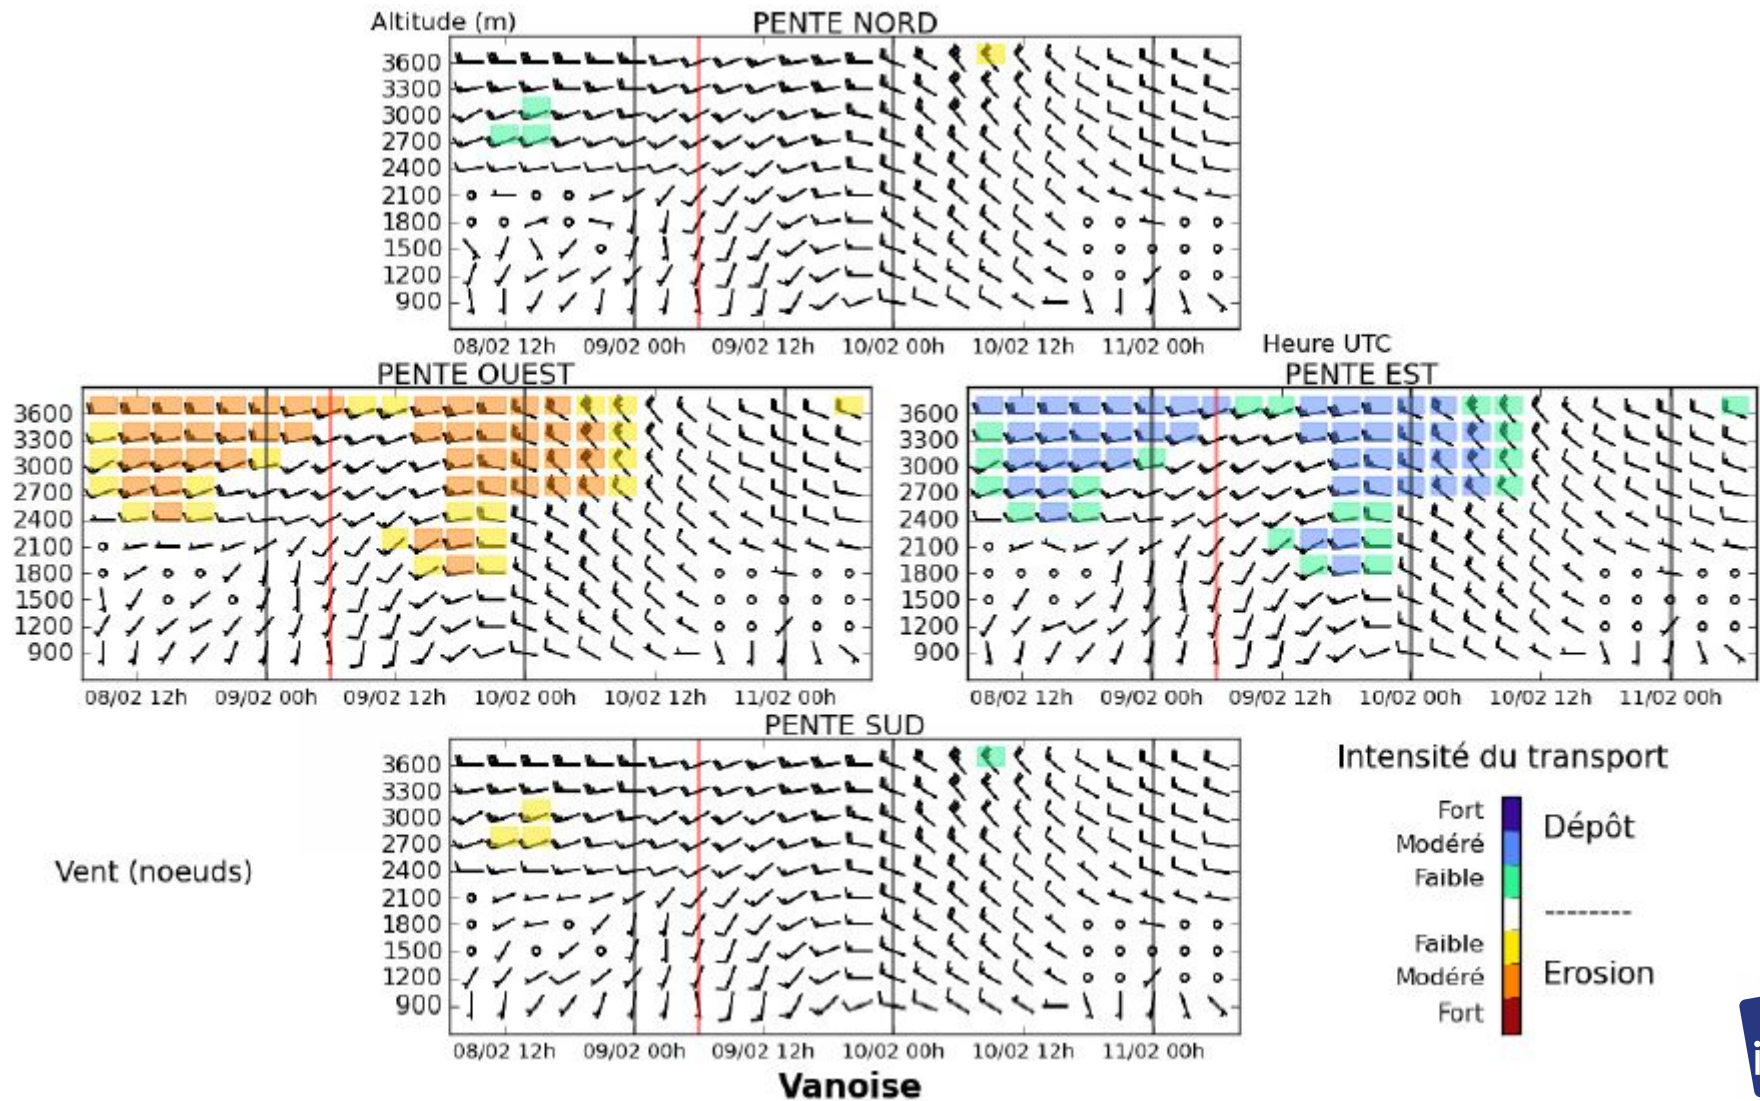 Altitude (m)
PENTE NORD
3600
3300
3000
2700
2400
2100
1800
1500
1200
900
08/02 12h 09/02 00h 09/02 12h 10/02 00h 10/02 12h 11/02 00h
Heure UTC
PENTE OUEST
3600
3300
3000
2700
2400
2100
1800
1500
1200
900
08/02 12h 09/02 00h 09/02 12h 10/02 00h 10/02 12h 11/02 00h
PENTE EST
3600
3300
3000
2700
2400
2100
1800
1500
1200
900
08/02 12h 09/02 00h 09/02 12h 10/02 00h 10/02 12h 11/02 00h
PENTE SUD
3600
3300
3000
2700
2400
2100
1800
1500
1200
900
08/02 12h 09/02 00h 09/02 12h 10/02 00h 10/02 12h 11/02 00h
Vent (noeuds)
Intensité du transport
Fort
Modéré
Faible
Dépôt
--------
Faible
Modéré
Fort
Erosion
Vanoise